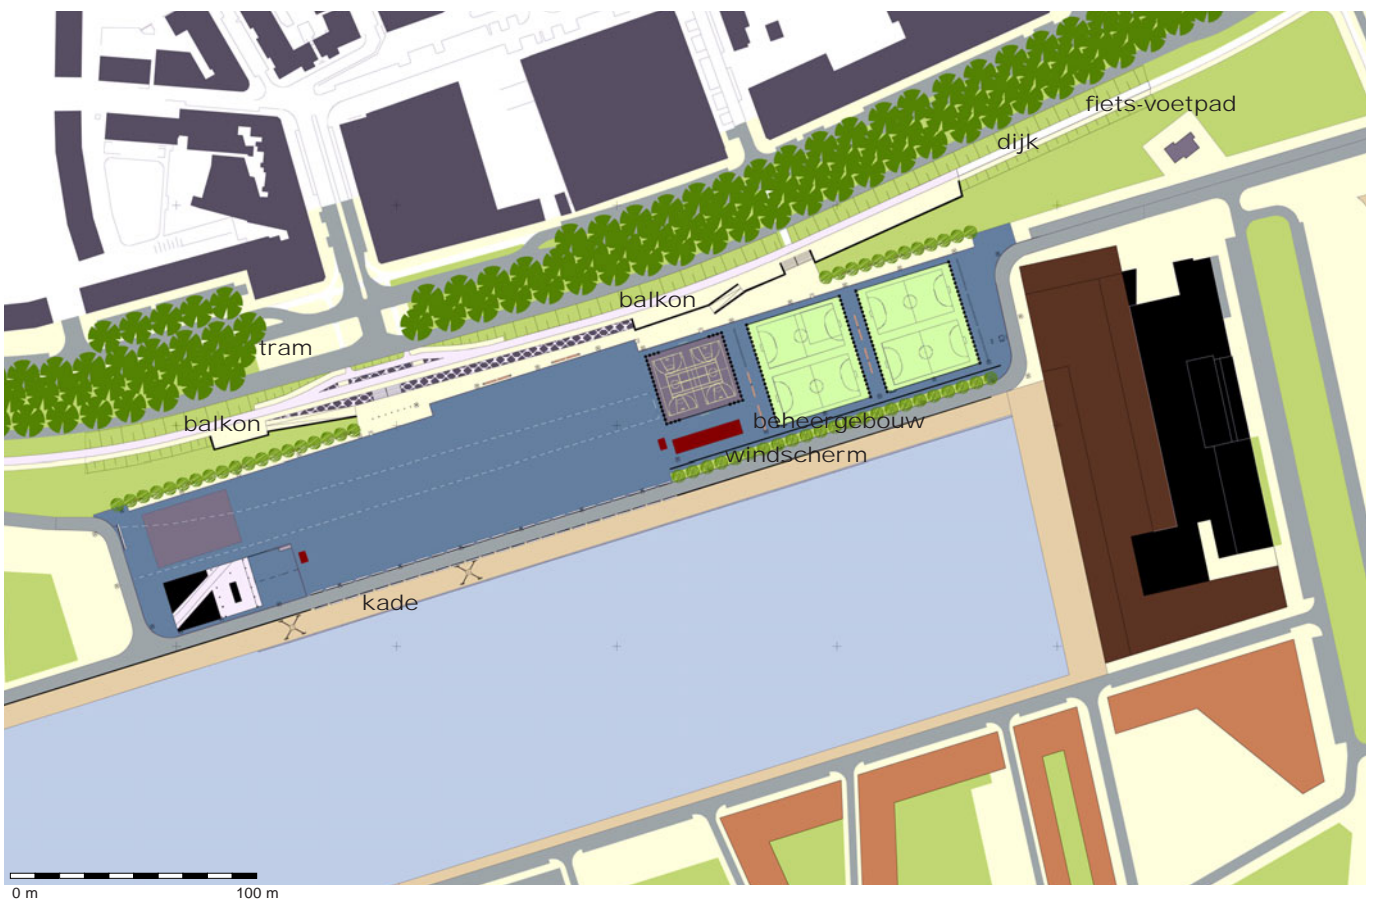 fiets-voetpad
dijk
balkon
tram
balkon
beheergebouw
windscherm
kade
0 m
100 m